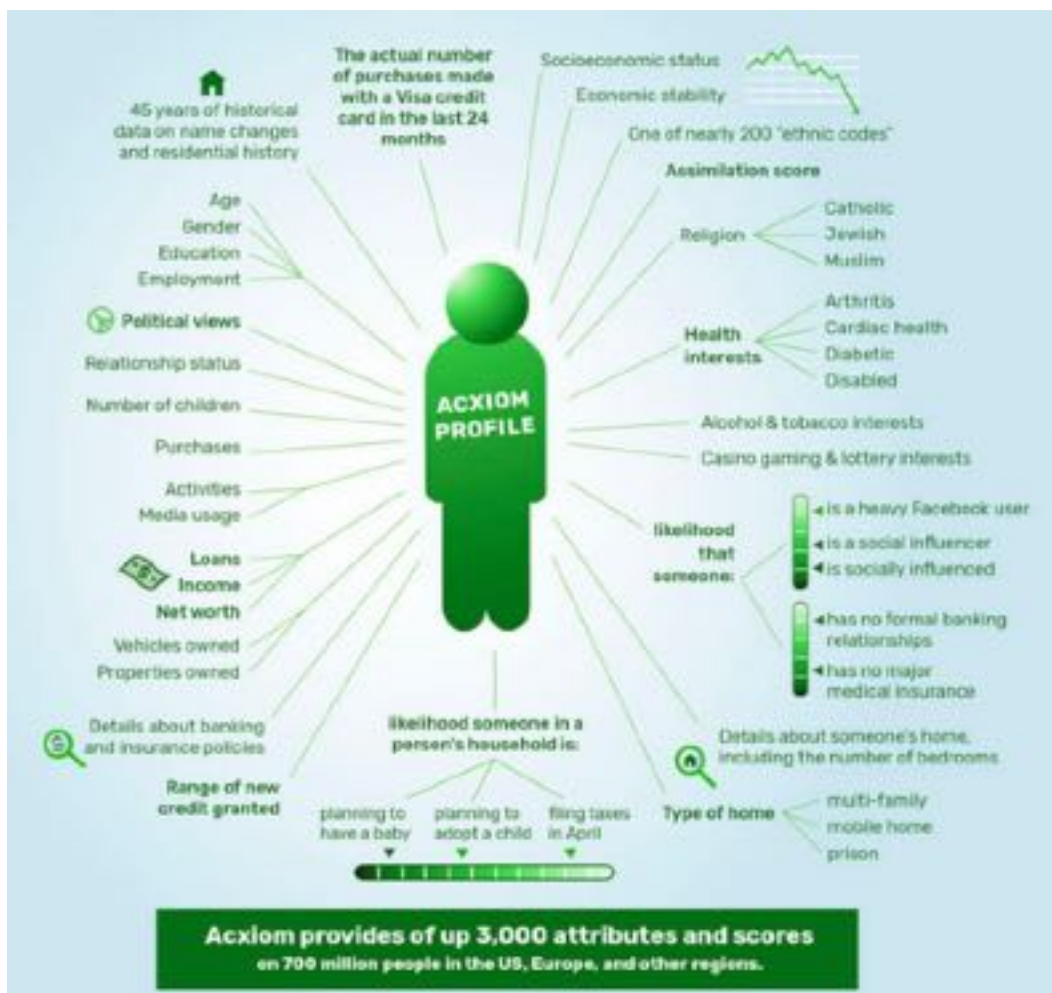 The actual number
of purchases made
with a Visa credit
card in the last 24
months
45 years of historical
data on name changes
and residential history
Age
Gender
Education
Employment
Political views
Relationship status
Number of children
Purchases
Activities
Media usage
Loans
Income
Net worth
Vehicles owned
Properties owned
Details about banking
and insurance policies
Range of new
credit granted
Socioeconomic status
Economic stability
One of nearly 200 "ethnic codes"
Assimilation score
Religion
Catholic
Jewish
Muslim
Health
interests
Arthritis
Cardiac health
Diabetic
Disabled
Alcohol & tobacco interests
Casino gaming & lottery interests
likelihood
that
someone:
is a heavy Facebook user
is a social influencer
is socially influenced
has no formal banking
relationships
has no major
medical insurance
Details about someone's home,
including the number of bedrooms
Type of home
multi-family
mobile home
prison
ACXIOM
PROFILE
likelihood someone in a
person's household is:
planning to
have a baby
planning to
adopt a child
filing taxes
in April
Acxiom provides of up 3,000 attributes and scores
on 700 million people in the US, Europe, and other regions.